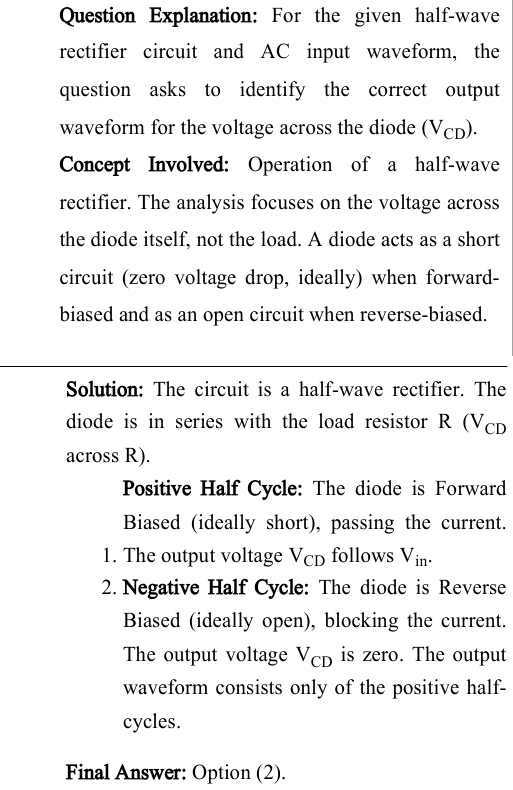 Question Explanation: For the given half-wave
rectifier circuit and AC input waveform, the
question asks to identify the correct output
waveform for the voltage across the diode (V_CD).
Concept Involved: Operation of a half-wave
rectifier. The analysis focuses on the voltage across
the diode itself, not the load. A diode acts as a short
circuit (zero voltage drop, ideally) when forward-
biased and as an open circuit when reverse-biased.
Solution: The circuit is a half-wave rectifier. The
diode is in series with the load resistor R (V_CD
across R).
Positive Half Cycle: The diode is Forward
Biased (ideally short), passing the current.
1. The output voltage V_CD follows V_in.
2. Negative Half Cycle: The diode is Reverse
Biased (ideally open), blocking the current.
The output voltage V_CD is zero. The output
waveform consists only of the positive half-
cycles.
Final Answer: Option (2).